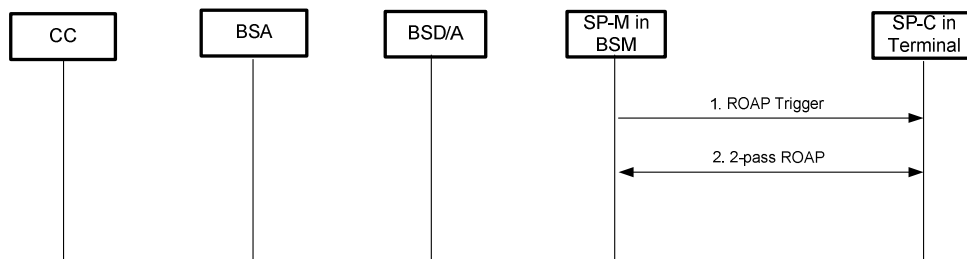 CC
BSA
BSD/A
SP-M in
BSM
SP-C in
Terminal
1. ROAP Trigger
2. 2-pass ROAP